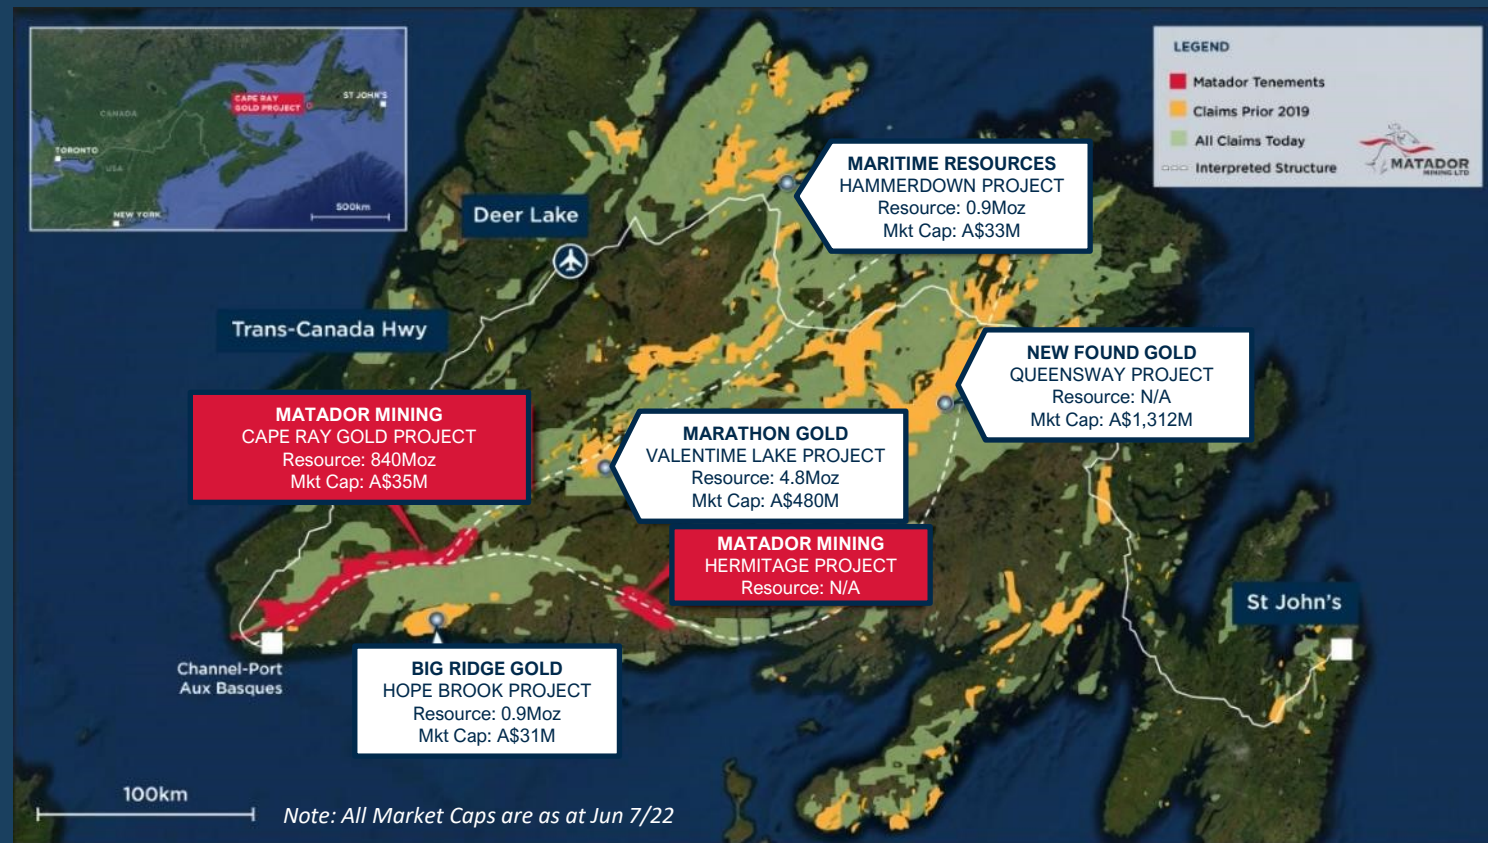 CAPE RAY
GOLD PROJECT
ST JOHN'S
CANADA
TORONTO
USA
NEW YORK
500km
LEGEND
Matador Tenements
Claims Prior 2019
All Claims Today
Interpreted Structure
MATADOR
MINING LTD
MARITIME RESOURCES
HAMMERDOWN PROJECT
Resource: 0.9Moz
Mkt Cap: A$33M
Deer Lake
Trans-Canada Hwy
NEW FOUND GOLD
QUEENSWAY PROJECT
Resource: N/A
Mkt Cap: A$1,312M
MATADOR MINING
CAPE RAY GOLD PROJECT
Resource: 840Moz
Mkt Cap: A$35M
MARATHON GOLD
VALENTIME LAKE PROJECT
Resource: 4.8Moz
Mkt Cap: A$480M
MATADOR MINING
HERMITAGE PROJECT
Resource: N/A
St John's
Channel-Port
Aux Basques
BIG RIDGE GOLD
HOPE BROOK PROJECT
Resource: 0.9Moz
Mkt Cap: A$31M
100km
Note: All Market Caps are as at Jun 7/22